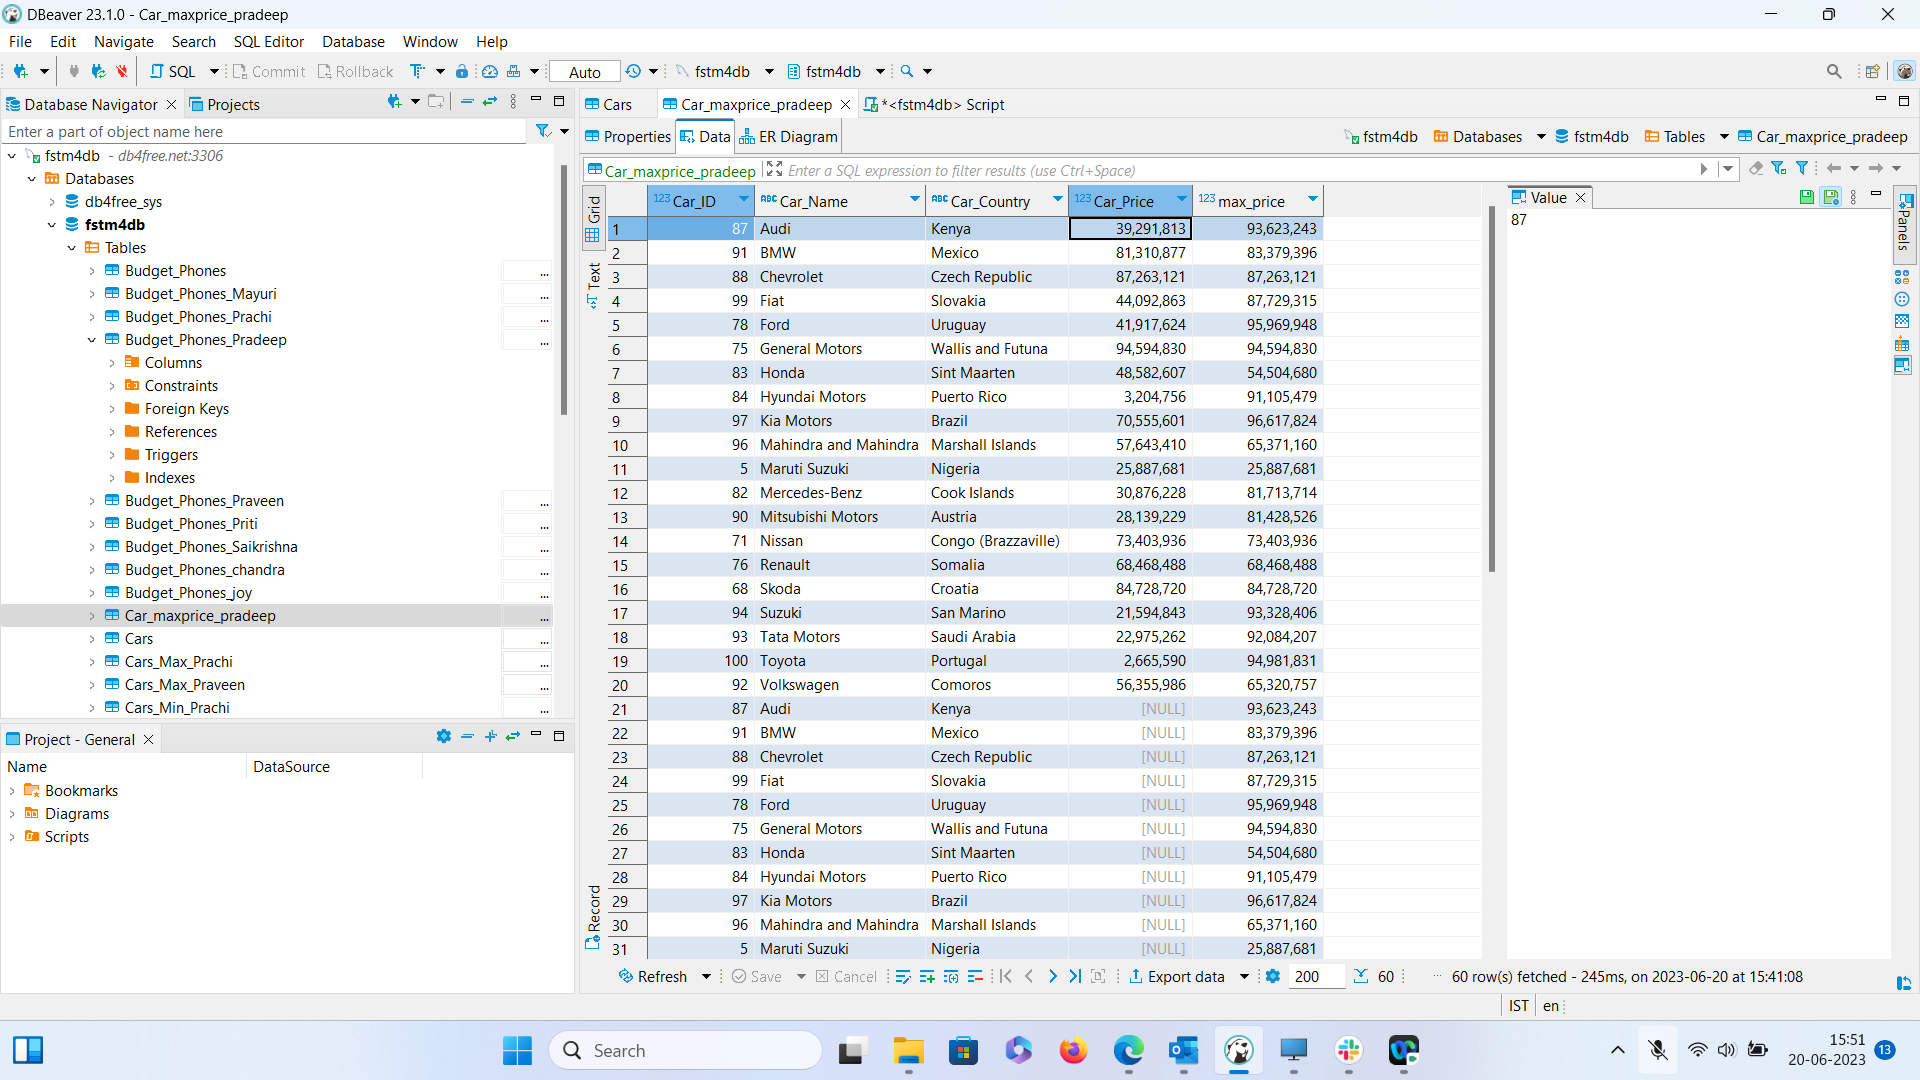 DBeaver 23.1.0 - Car_maxprice_pradeep
File Edit Navigate Search SQL Editor Database Window Help
SQL Commit Rollback Auto fstm4db fstm4db
Database Navigator Projects
Enter a part of object name here
fstm4db - db4free.net:3306
Databases
db4free_sys
fstm4db
Tables
Budget_Phones ...
Budget_Phones_Mayuri ...
Budget_Phones_Prachi ...
Budget_Phones_Pradeep ...
Columns
Constraints
Foreign Keys
References
Triggers
Indexes
Budget_Phones_Praveen ...
Budget_Phones_Priti ...
Budget_Phones_Saikrishna ...
Budget_Phones_chandra ...
Budget_Phones_joy ...
Car_maxprice_pradeep ...
Cars ...
Cars_Max_Prachi ...
Cars_Max_Praveen ...
Cars_Min_Prachi ...
Project - General
Name DataSource
Bookmarks
Diagrams
Scripts
Cars Car_maxprice_pradeep *<fstm4db> Script
Properties Data ER Diagram fstm4db Databases fstm4db Tables Car_maxprice_pradeep
Car_maxprice_pradeep Enter a SQL expression to filter results (use Ctrl+Space)
Grid
Text
Record
123 Car_ID ABC Car_Name ABC Car_Country 123 Car_Price 123 max_price
1 87 Audi Kenya 39,291,813 93,623,243
2 91 BMW Mexico 81,310,877 83,379,396
3 88 Chevrolet Czech Republic 87,263,121 87,263,121
4 99 Fiat Slovakia 44,092,863 87,729,315
5 78 Ford Uruguay 41,917,624 95,969,948
6 75 General Motors Wallis and Futuna 94,594,830 94,594,830
7 83 Honda Sint Maarten 48,582,607 54,504,680
8 84 Hyundai Motors Puerto Rico 3,204,756 91,105,479
9 97 Kia Motors Brazil 70,555,601 96,617,824
10 96 Mahindra and Mahindra Marshall Islands 57,643,410 65,371,160
11 5 Maruti Suzuki Nigeria 25,887,681 25,887,681
12 82 Mercedes-Benz Cook Islands 30,876,228 81,713,714
13 90 Mitsubishi Motors Austria 28,139,229 81,428,526
14 71 Nissan Congo (Brazzaville) 73,403,936 73,403,936
15 76 Renault Somalia 68,468,488 68,468,488
16 68 Skoda Croatia 84,728,720 84,728,720
17 94 Suzuki San Marino 21,594,843 93,328,406
18 93 Tata Motors Saudi Arabia 22,975,262 92,084,207
19 100 Toyota Portugal 2,665,590 94,981,831
20 92 Volkswagen Comoros 56,355,986 65,320,757
21 87 Audi Kenya [NULL] 93,623,243
22 91 BMW Mexico [NULL] 83,379,396
23 88 Chevrolet Czech Republic [NULL] 87,263,121
24 99 Fiat Slovakia [NULL] 87,729,315
25 78 Ford Uruguay [NULL] 95,969,948
26 75 General Motors Wallis and Futuna [NULL] 94,594,830
27 83 Honda Sint Maarten [NULL] 54,504,680
28 84 Hyundai Motors Puerto Rico [NULL] 91,105,479
29 97 Kia Motors Brazil [NULL] 96,617,824
30 96 Mahindra and Mahindra Marshall Islands [NULL] 65,371,160
31 5 Maruti Suzuki Nigeria [NULL] 25,887,681
Value
87
Panels
Refresh Save Cancel Export data 200 60 60 row(s) fetched - 245ms, on 2023-06-20 at 15:41:08
IST en
Search
15:51
20-06-2023 13